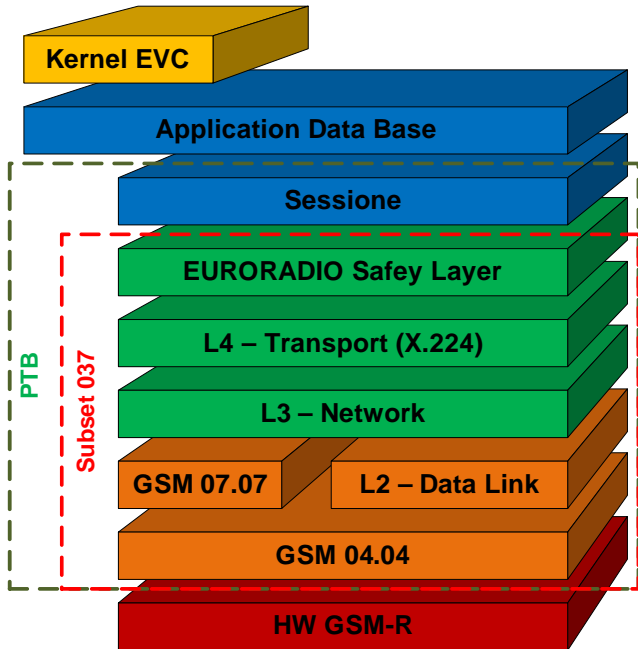 Kernel EVC
Application Data Base
Sessione
EURORADIO Safey Layer
L4 – Transport (X.224)
L3 – Network
GSM 07.07
L2 – Data Link
GSM 04.04
HW GSM-R
PTB
Subset 037